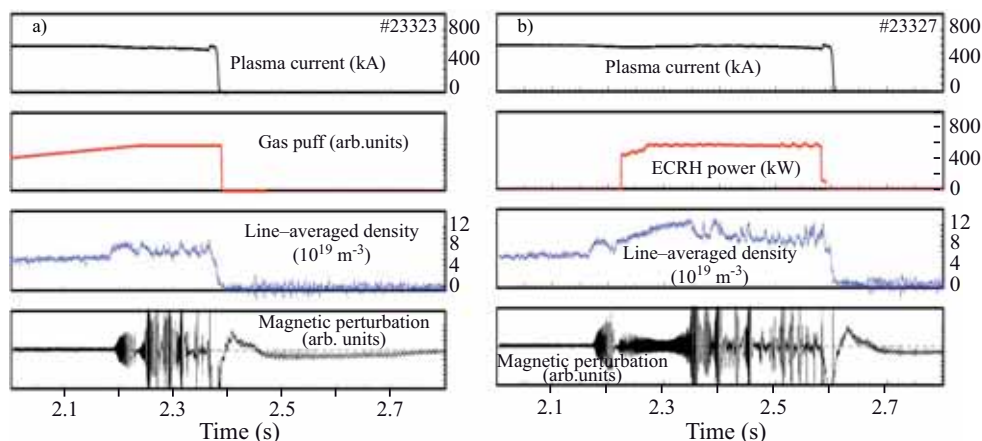 a) #23323
800
Plasma current (kA)
400
0
Gas puff (arb.units)
12
Line–averaged density
(10¹⁹ m⁻³)
8
4
0
Magnetic perturbation
(arb. units)
2.1 2.3 2.5 2.7
Time (s)
b) #23327
800
Plasma current (kA)
400
0
800
ECRH power (kW)
400
0
12
Line–averaged density
(10¹⁹ m⁻³)
8
4
0
Magnetic perturbation
(arb.units)
2.1 2.3 2.5 2.7
Time (s)